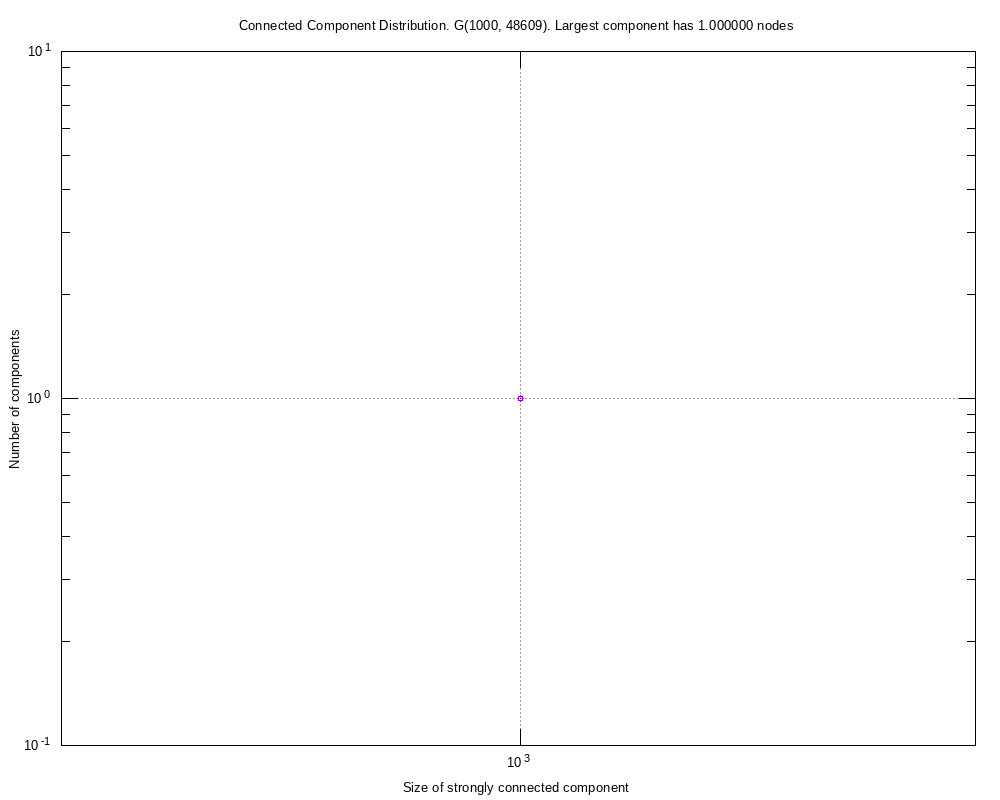 Connected Component Distribution. G(1000, 48609). Largest component has 1.000000 nodes
10^1
10^0
10^-1
Number of components
10^3
Size of strongly connected component